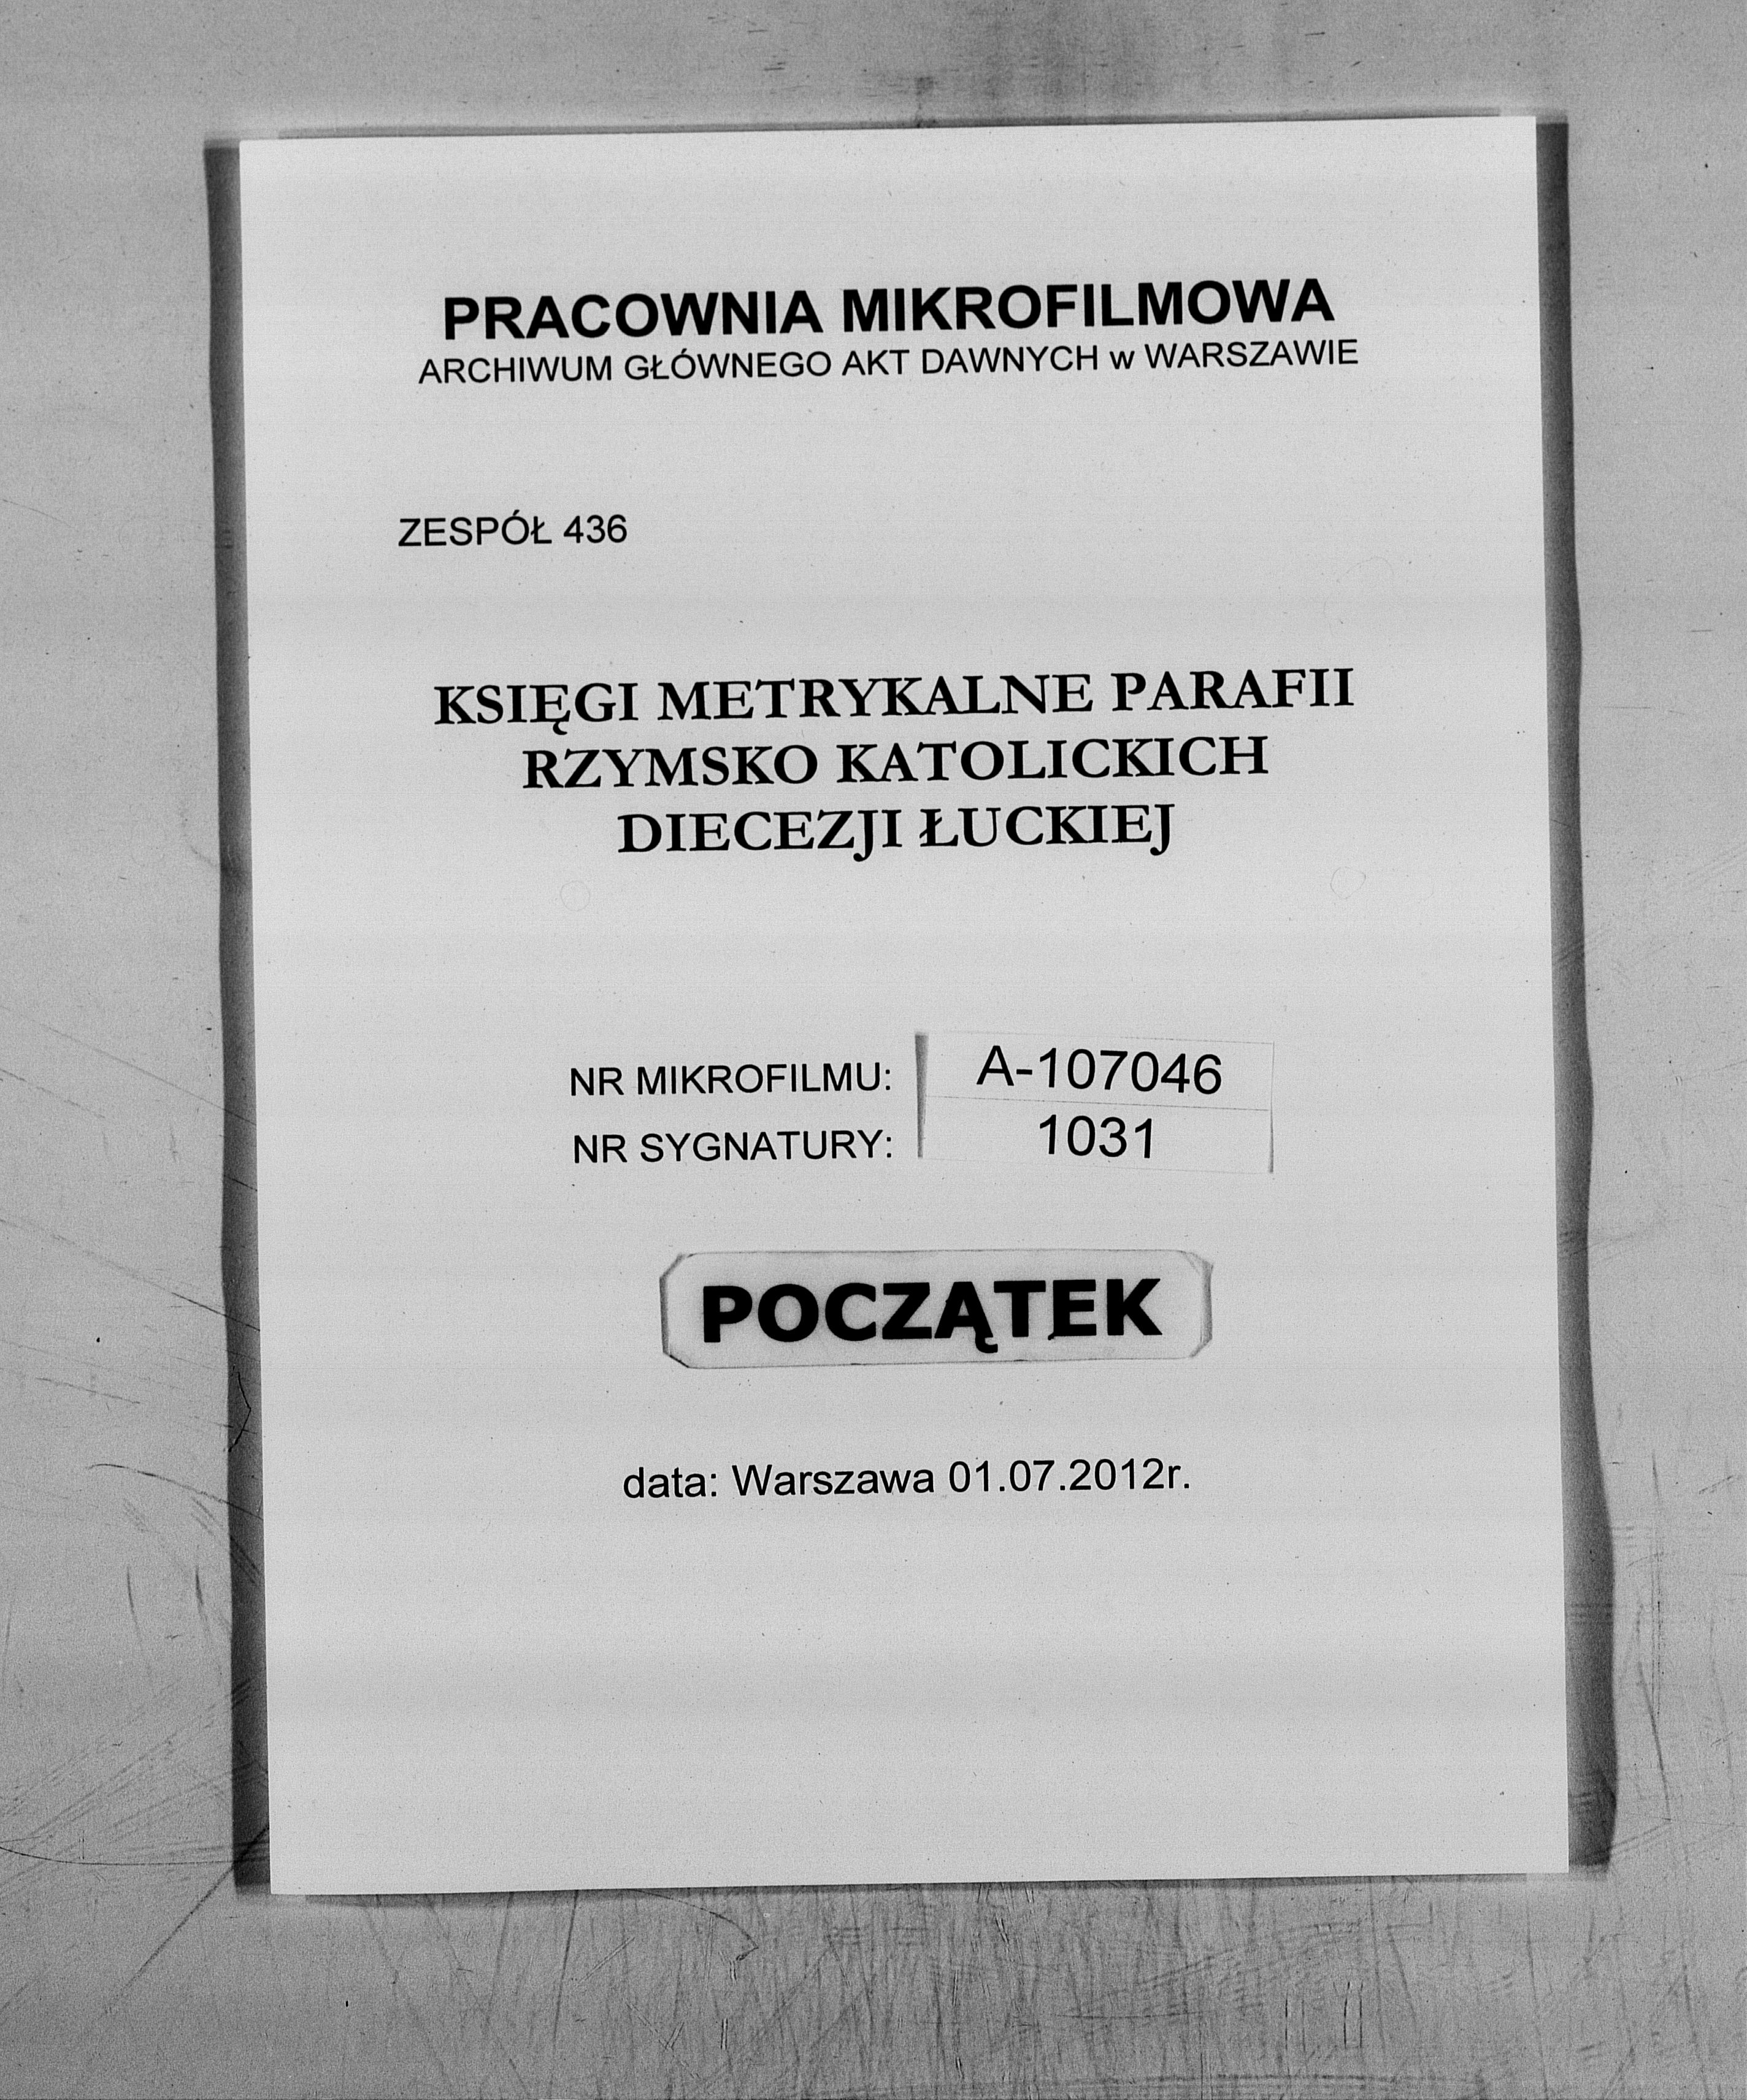 PRACOWNIA MIKROFILMOWA
ARCHIWUM GŁÓWNEGO AKT DAWNYCH w WARSZAWIE
ZESPÓŁ 436
KSIĘGI METRYKALNE PARAFII
RZYMSKO KATOLICKICH
DIECEZJI ŁUCKIEJ
NR MIKROFILMU: A-107046
NR SYGNATURY: 1031
POCZĄTEK
data: Warszawa 01.07.2012r.